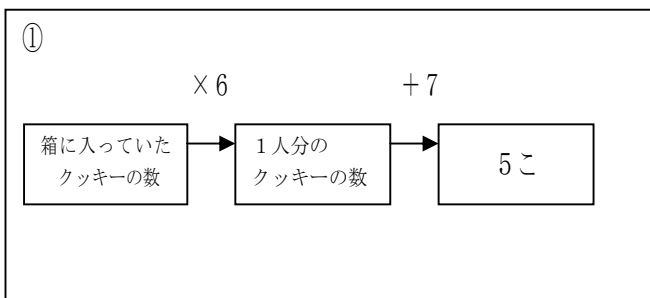 ①
×6
+7
箱に入っていた
クッキーの数
1人分の
クッキーの数
5こ